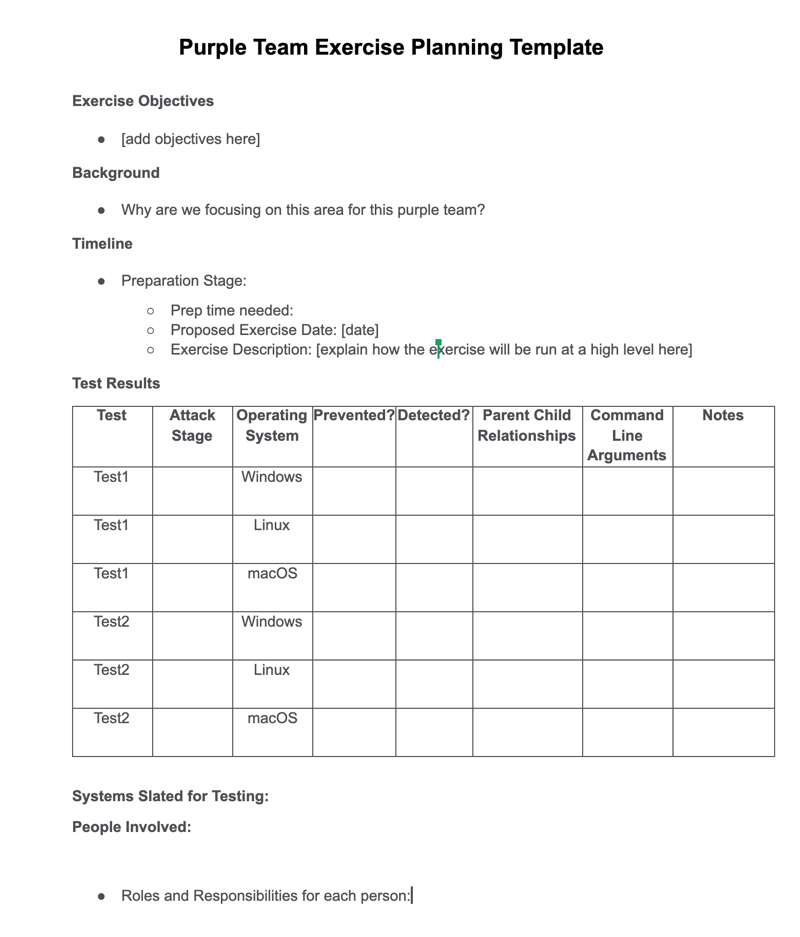 Purple Team Exercise Planning Template
Exercise Objectives
● [add objectives here]
Background
● Why are we focusing on this area for this purple team?
Timeline
● Preparation Stage:
○ Prep time needed:
○ Proposed Exercise Date: [date]
○ Exercise Description: [explain how the exercise will be run at a high level here]
Test Results
Test Attack Stage Operating System Prevented? Detected? Parent Child Relationships Command Line Arguments Notes
Test1 Windows
Test1 Linux
Test1 macOS
Test2 Windows
Test2 Linux
Test2 macOS
Systems Slated for Testing:
People Involved:
● Roles and Responsibilities for each person: